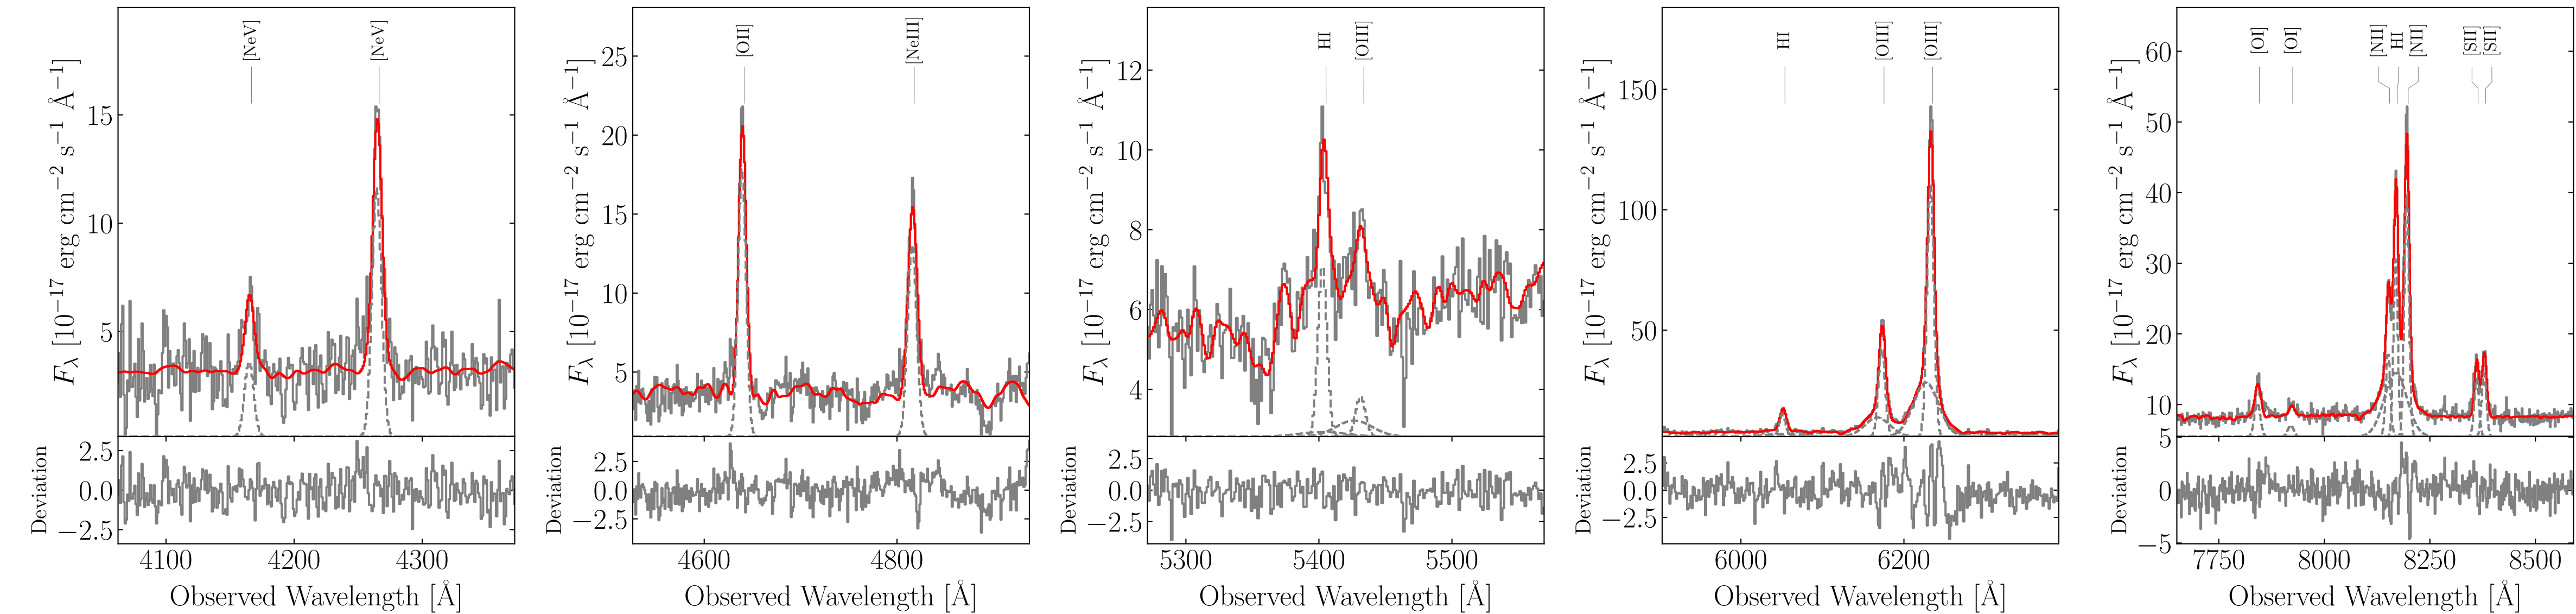 [NeV] [NeV]
15
10
5
F_λ [10⁻¹⁷ erg cm⁻² s⁻¹ Å⁻¹]
2.5
0.0
−2.5
Deviation
4100 4200 4300
Observed Wavelength [Å]
[OII] [NeIII]
25
20
15
10
5
F_λ [10⁻¹⁷ erg cm⁻² s⁻¹ Å⁻¹]
2.5
0.0
−2.5
Deviation
4600 4800
Observed Wavelength [Å]
HI [OIII]
12
10
8
6
4
F_λ [10⁻¹⁷ erg cm⁻² s⁻¹ Å⁻¹]
2.5
0.0
−2.5
Deviation
5300 5400 5500
Observed Wavelength [Å]
HI [OIII] [OIII]
150
100
50
F_λ [10⁻¹⁷ erg cm⁻² s⁻¹ Å⁻¹]
2.5
0.0
−2.5
Deviation
6000 6200
Observed Wavelength [Å]
[OI] [OI] [NII] HI [NII] [SII] [SII]
60
50
40
30
20
10
F_λ [10⁻¹⁷ erg cm⁻² s⁻¹ Å⁻¹]
5
0
−5
Deviation
7750 8000 8250 8500
Observed Wavelength [Å]